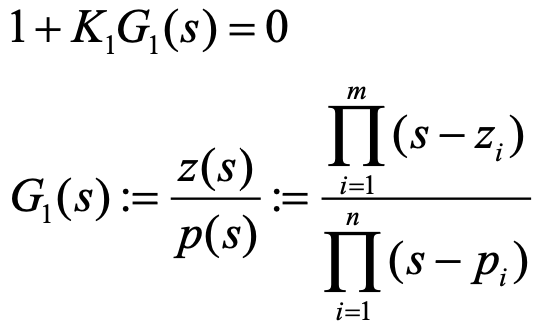 1 + K₁G₁(s) = 0
G₁(s) := z(s)/p(s) := ∏_{i=1}^{m} (s − z_i) / ∏_{i=1}^{n} (s − p_i)